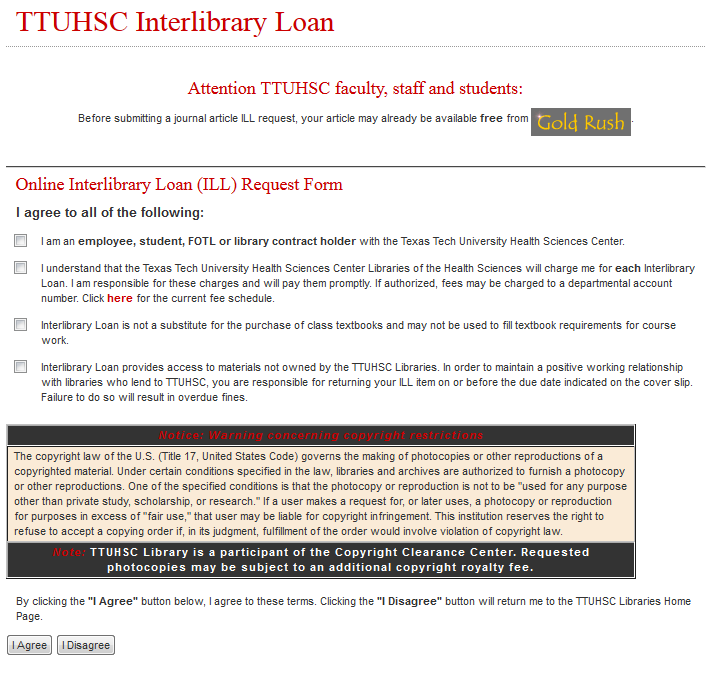 TTUHSC Interlibrary Loan
Attention TTUHSC faculty, staff and students:
Before submitting a journal article ILL request, your article may already be available free from Gold Rush.
Online Interlibrary Loan (ILL) Request Form
I agree to all of the following:
I am an employee, student, FOTL or library contract holder with the Texas Tech University Health Sciences Center.
I understand that the Texas Tech University Health Sciences Center Libraries of the Health Sciences will charge me for each Interlibrary
Loan. I am responsible for these charges and will pay them promptly. If authorized, fees may be charged to a departmental account
number. Click here for the current fee schedule.
Interlibrary Loan is not a substitute for the purchase of class textbooks and may not be used to fill textbook requirements for course
work.
Interlibrary Loan provides access to materials not owned by the TTUHSC Libraries. In order to maintain a positive working relationship
with libraries who lend to TTUHSC, you are responsible for returning your ILL item on or before the due date indicated on the cover slip.
Failure to do so will result in overdue fines.
Notice: Warning concerning copyright restrictions
The copyright law of the U.S. (Title 17, United States Code) governs the making of photocopies or other reproductions of a
copyrighted material. Under certain conditions specified in the law, libraries and archives are authorized to furnish a photocopy
or other reproductions. One of the specified conditions is that the photocopy or reproduction is not to be "used for any purpose
other than private study, scholarship, or research." If a user makes a request for, or later uses, a photocopy or reproduction
for purposes in excess of "fair use," that user may be liable for copyright infringement. This institution reserves the right to
refuse to accept a copying order if, in its judgment, fulfillment of the order would involve violation of copyright law.
Note: TTUHSC Library is a participant of the Copyright Clearance Center. Requested
photocopies may be subject to an additional copyright royalty fee.
By clicking the "I Agree" button below, I agree to these terms. Clicking the "I Disagree" button will return me to the TTUHSC Libraries Home
Page.
I Agree I Disagree